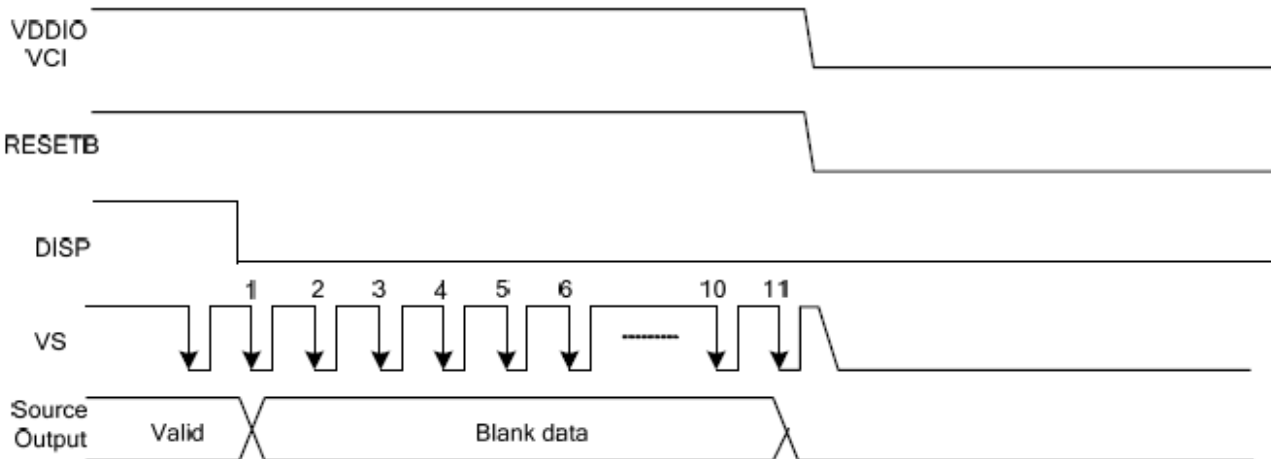 VDDIO
VCI
RESETB
DISP
1 2 3 4 5 6 10 11
VS
Source
Output
Valid
Blank data